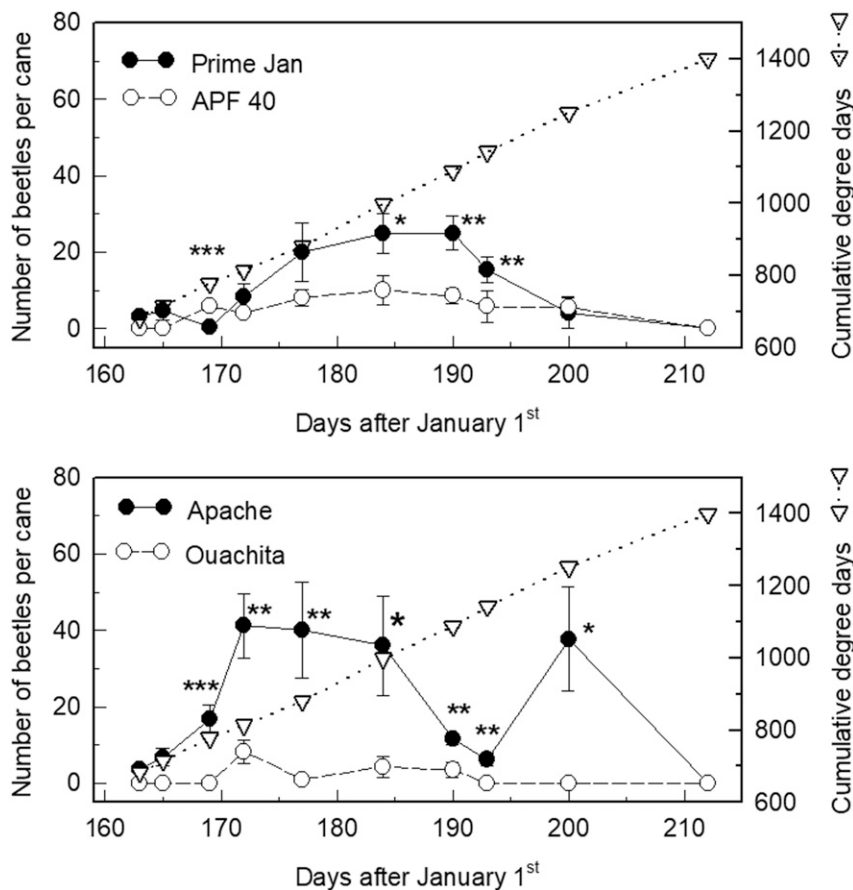 80
60
40
20
0
Number of beetles per cane
Prime Jan
APF 40
***
*
**
**
1400
1200
1000
800
600
Cumulative degree days
160 170 180 190 200 210
Days after January 1st
80
60
40
20
0
Number of beetles per cane
Apache
Ouachita
***
**
**
*
**
**
*
1400
1200
1000
800
600
Cumulative degree days
160 170 180 190 200 210
Days after January 1st